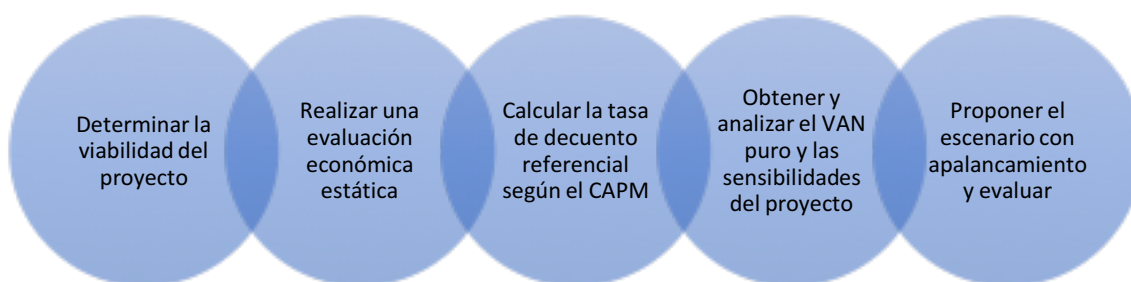 Determinar la
viabilidad del
proyecto
Realizar una
evaluación
económica
estática
Calcular la tasa
de decuento
referencial
según el CAPM
Obtener y
analizar el VAN
puro y las
sensibilidades
del proyecto
Proponer el
escenario con
apalancamiento
y evaluar